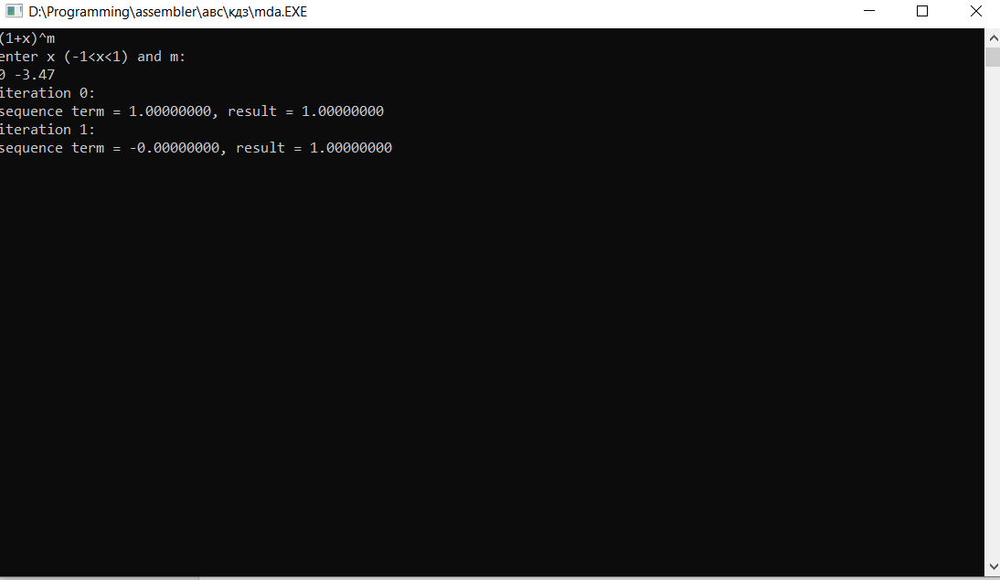 D:\Programming\assembler\авс\кдз\mda.EXE
(1+x)^m
enter x (-1<x<1) and m:
0 -3.47
iteration 0:
sequence term = 1.00000000, result = 1.00000000
iteration 1:
sequence term = -0.00000000, result = 1.00000000